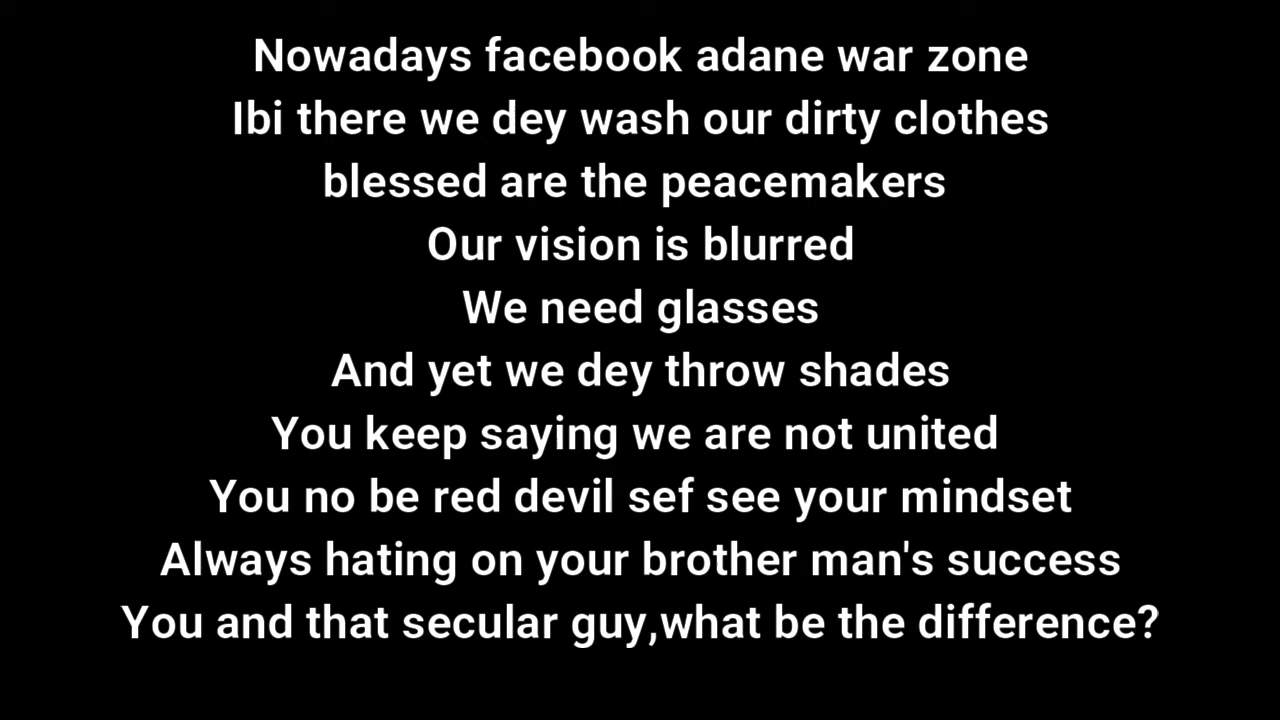 Nowadays facebook adane war zone
Ibi there we dey wash our dirty clothes
blessed are the peacemakers
Our vision is blurred
We need glasses
And yet we dey throw shades
You keep saying we are not united
You no be red devil sef see your mindset
Always hating on your brother man's success
You and that secular guy,what be the difference?